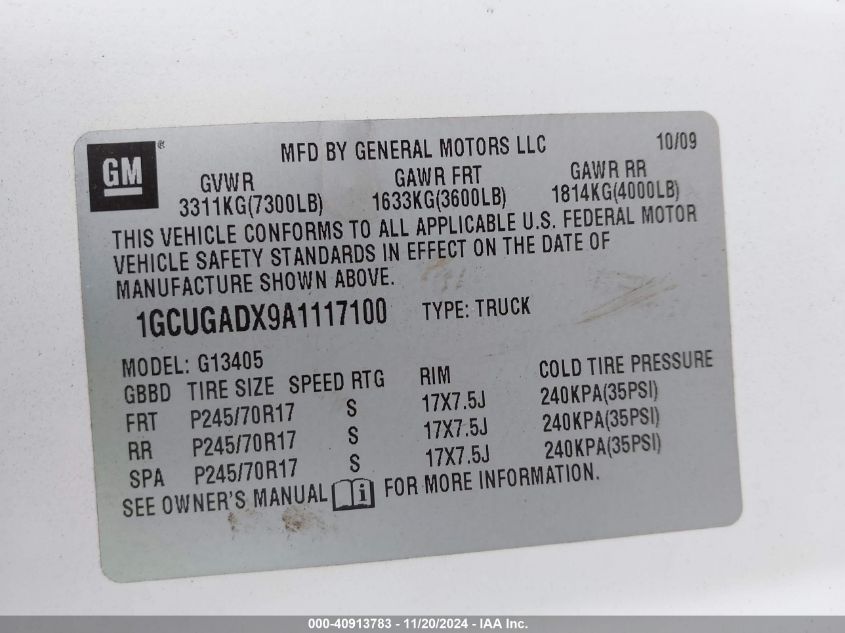 GM ® MFD BY GENERAL MOTORS LLC 10/09
GVWR GAWR FRT GAWR RR
3311KG(7300LB) 1633KG(3600LB) 1814KG(4000LB)
THIS VEHICLE CONFORMS TO ALL APPLICABLE U.S. FEDERAL MOTOR
VEHICLE SAFETY STANDARDS IN EFFECT ON THE DATE OF
MANUFACTURE SHOWN ABOVE.
1GCUGADX9A1117100 TYPE: TRUCK
MODEL: G13405
GBBD TIRE SIZE SPEED RTG RIM COLD TIRE PRESSURE
FRT P245/70R17 S 17X7.5J 240KPA(35PSI)
RR P245/70R17 S 17X7.5J 240KPA(35PSI)
SPA P245/70R17 S 17X7.5J 240KPA(35PSI)
SEE OWNER'S MANUAL i FOR MORE INFORMATION.
000-40913783 - 11/20/2024 - IAA Inc.